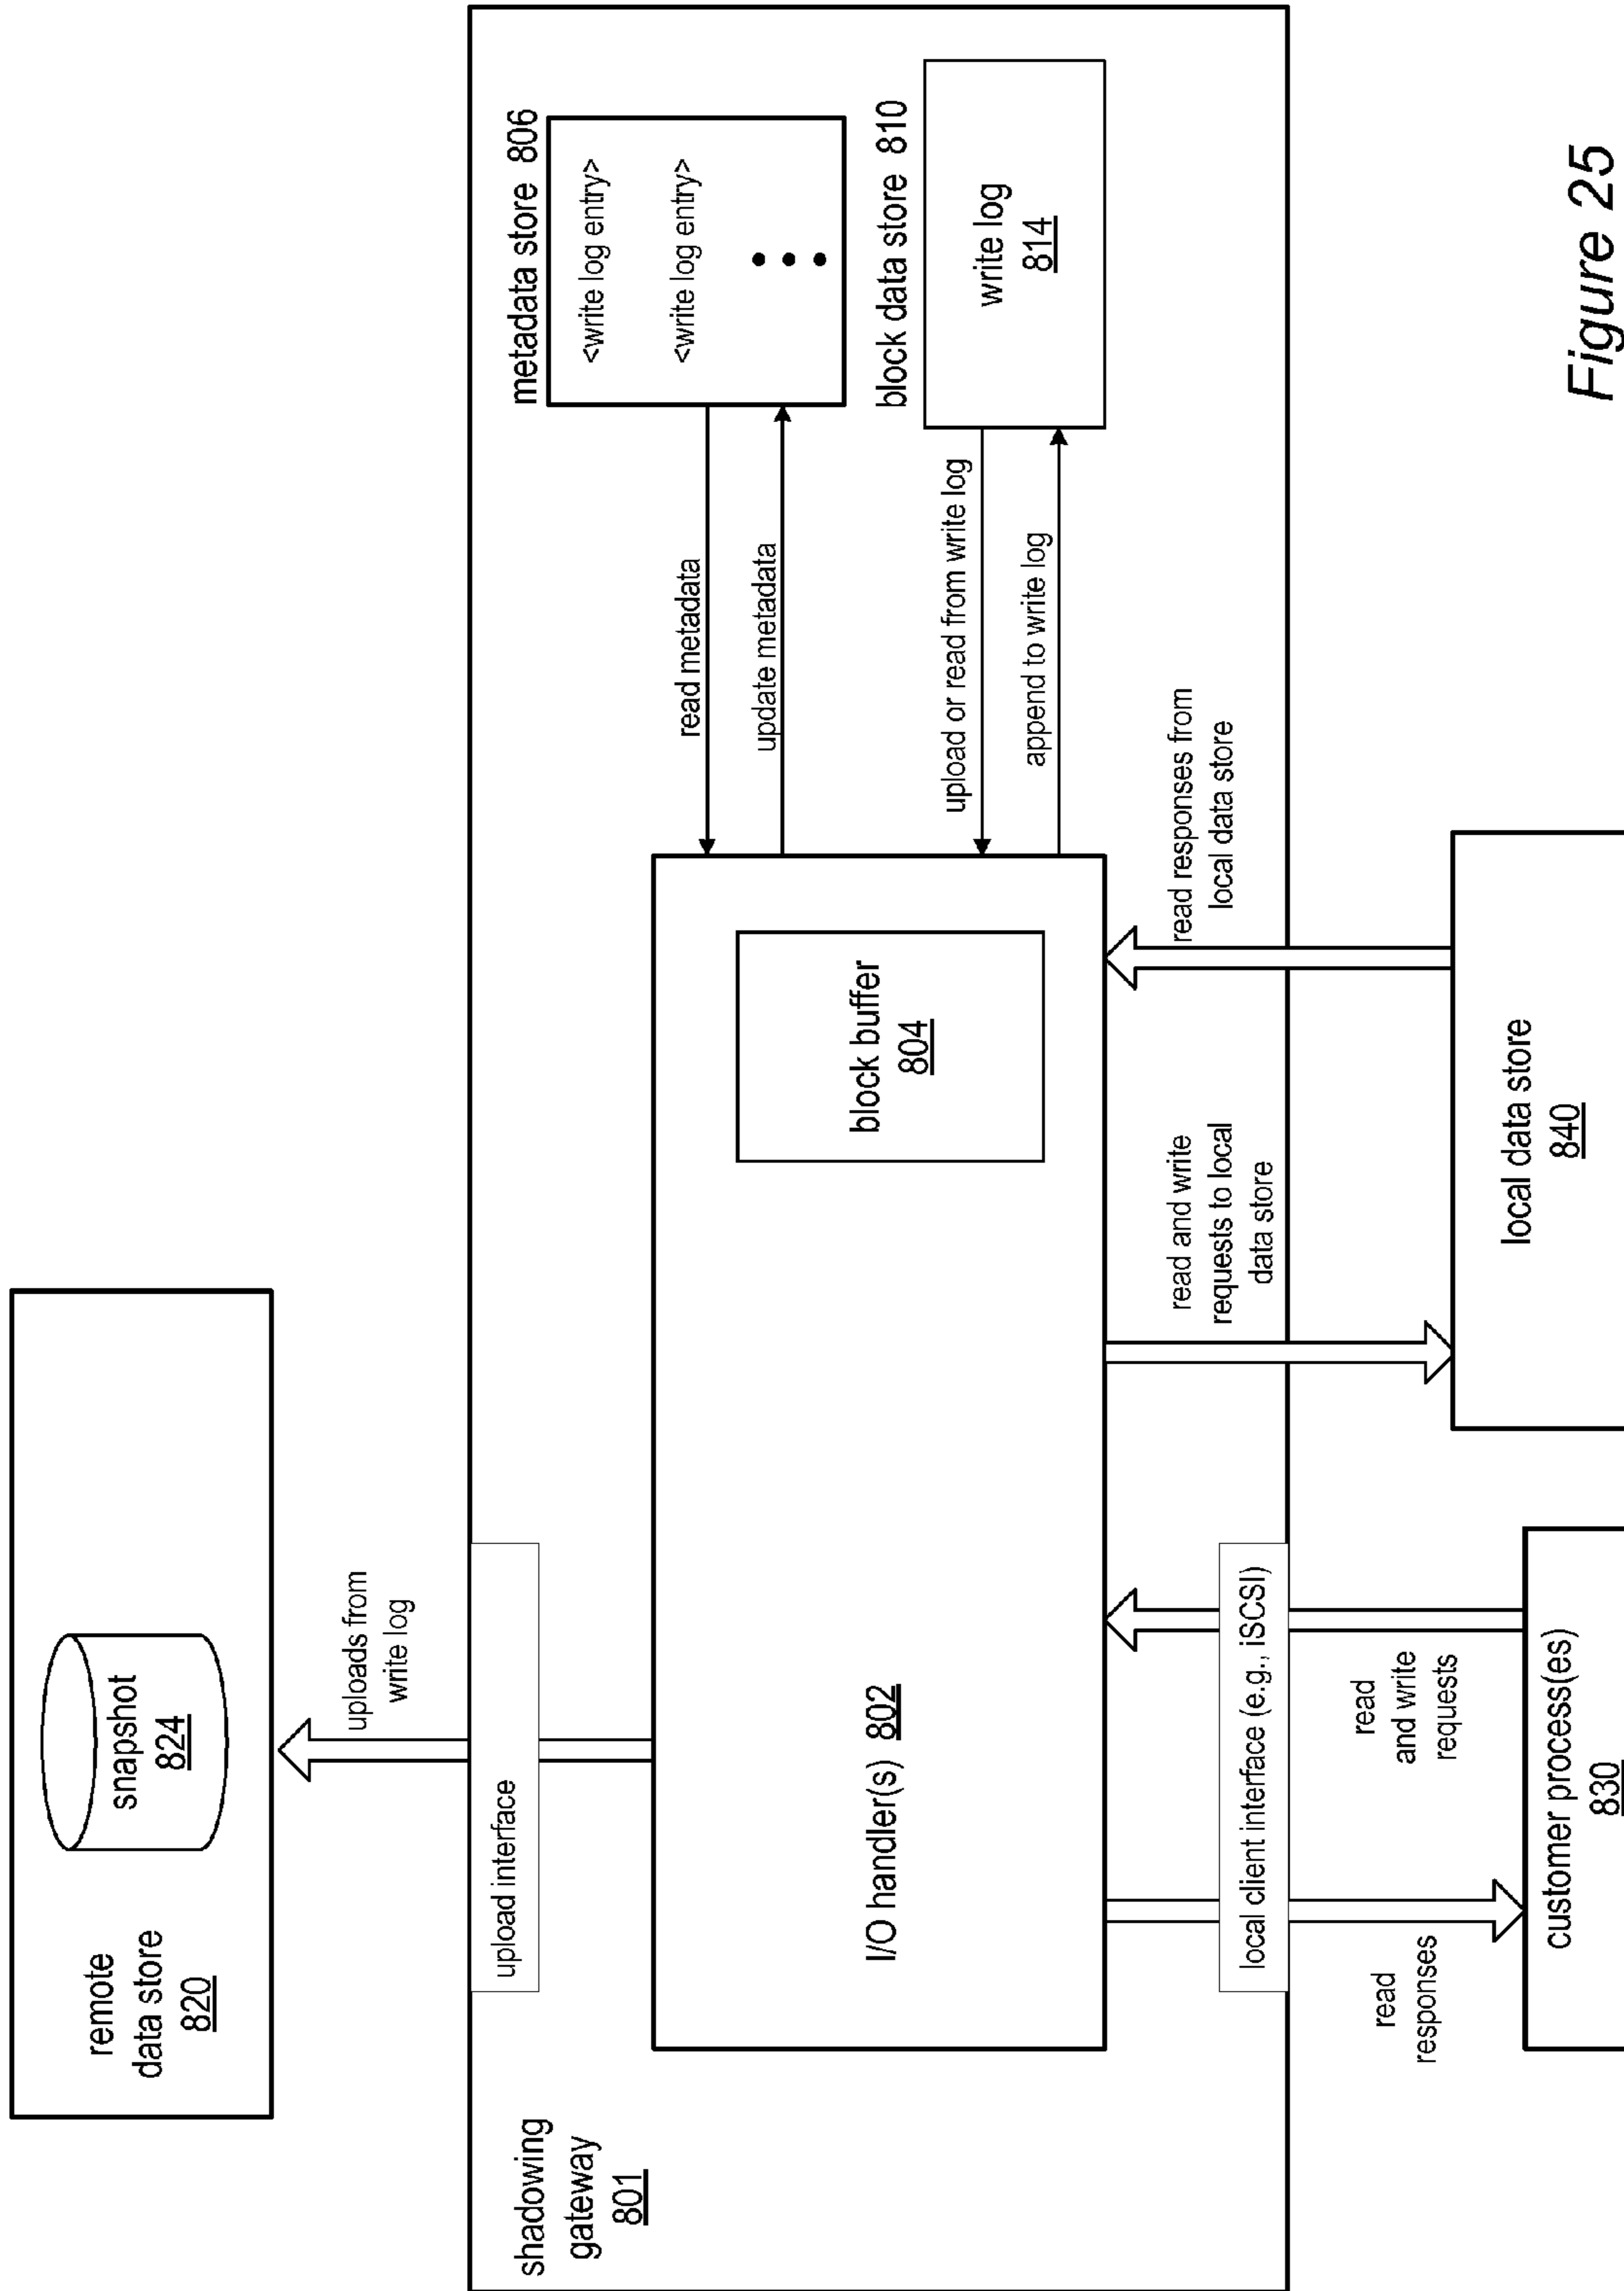 remote
data store
820
snapshot
824
uploads from
write log
shadowing
gateway
801
upload interface
I/O handler(s) 802
block buffer
804
read metadata
update metadata
metadata store 806
<write log entry>
<write log entry>
upload or read from write log
append to write log
block data store 810
write log
814
local client interface (e.g., iSCSI)
read
responses
read
and write
requests
read and write
requests to local
data store
read responses from
local data store
customer process(es)
830
local data store
840
Figure 25